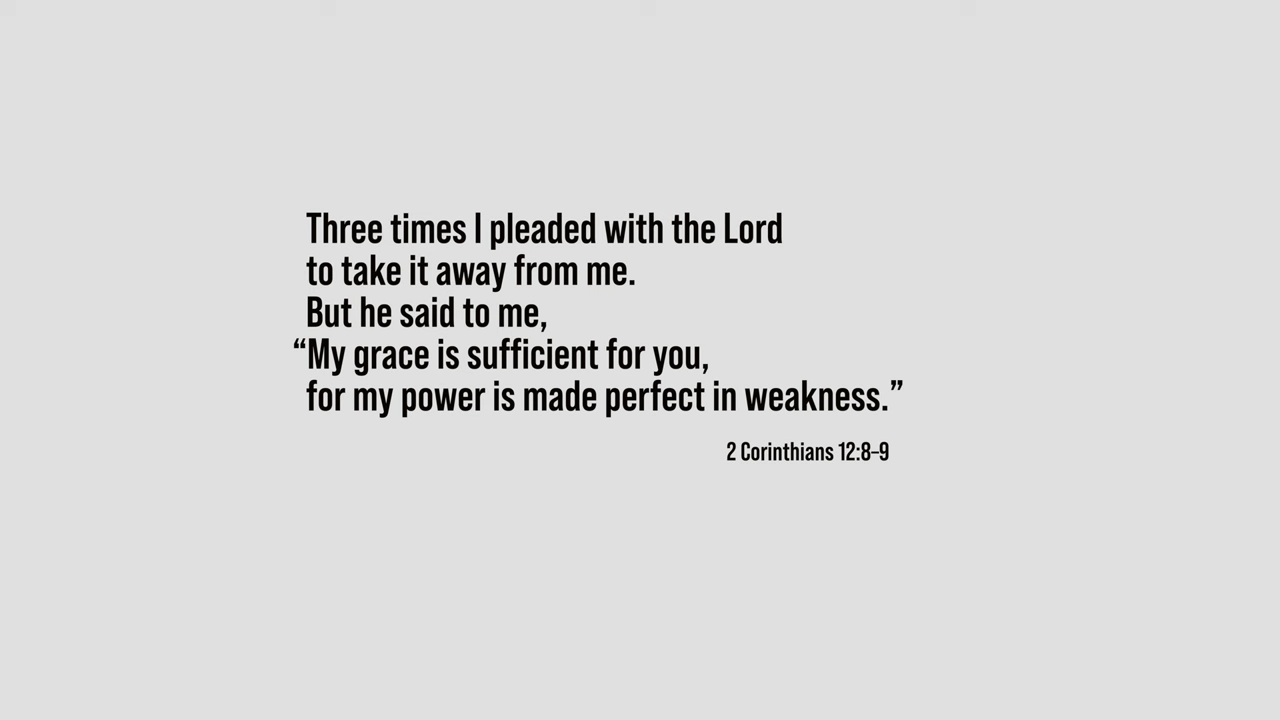 Three times I pleaded with the Lord
to take it away from me.
But he said to me,
“My grace is sufficient for you,
for my power is made perfect in weakness.”
2 Corinthians 12:8–9